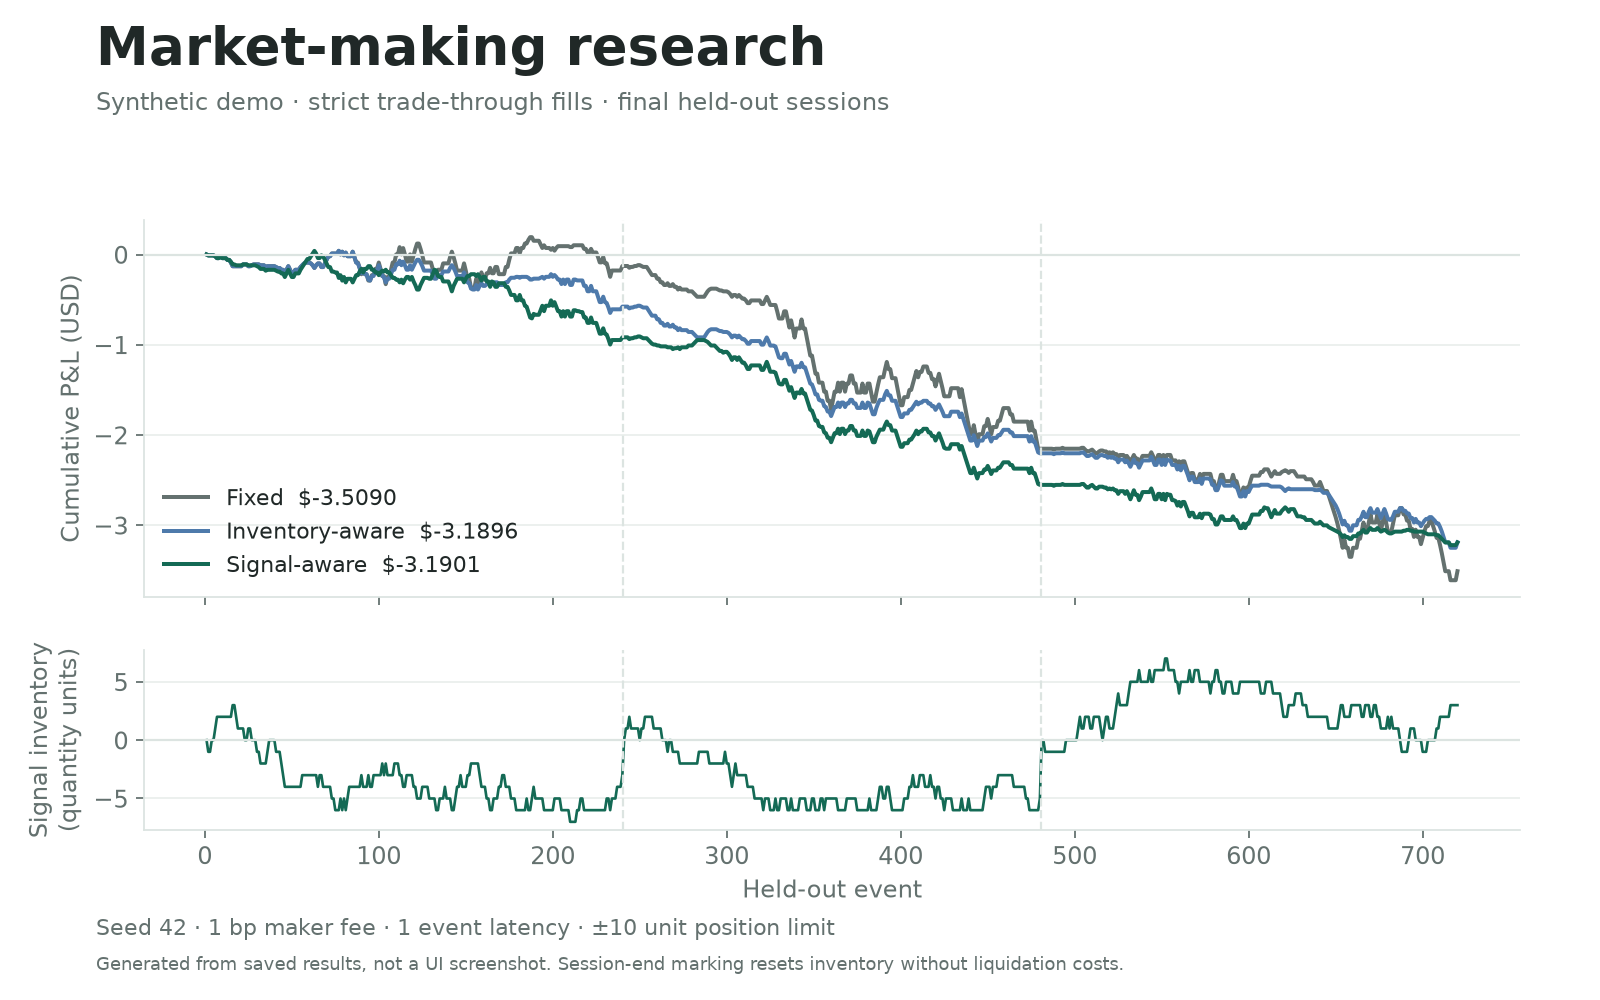 Market-making research
Synthetic demo · strict trade-through fills · final held-out sessions
Cumulative P&L (USD)
0
−1
−2
−3
Fixed $-3.5090
Inventory-aware $-3.1896
Signal-aware $-3.1901
Signal inventory
(quantity units)
5
0
−5
0 100 200 300 400 500 600 700
Held-out event
Seed 42 · 1 bp maker fee · 1 event latency · ±10 unit position limit
Generated from saved results, not a UI screenshot. Session-end marking resets inventory without liquidation costs.